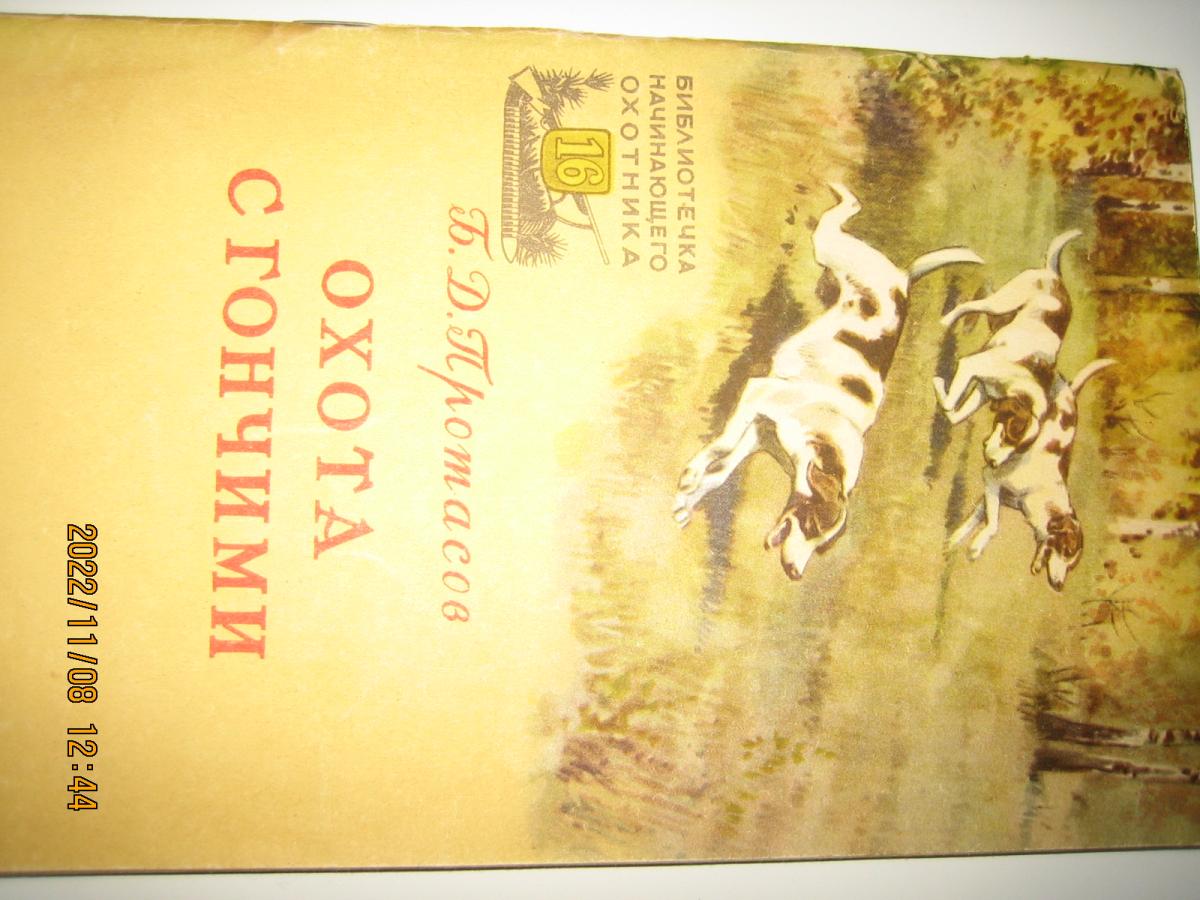 БИБЛИОТЕЧКА
НАЧИНАЮЩЕГО
ОХОТНИКА
16
Б. Д. Протасов
ОХОТА
С ГОНЧИМИ
2022/11/08 12:44